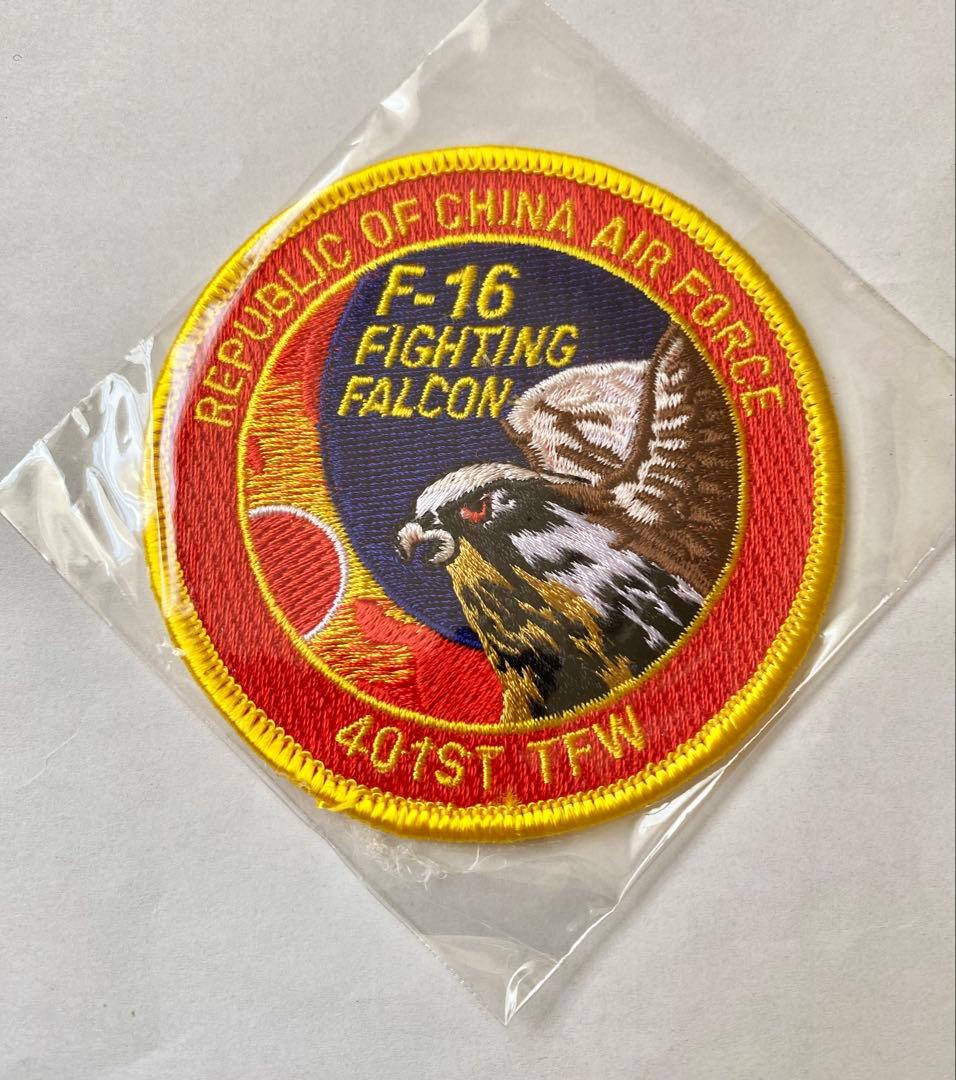 REPUBLIC OF CHINA AIR FORCE
F-16
FIGHTING
FALCON
401ST TFW